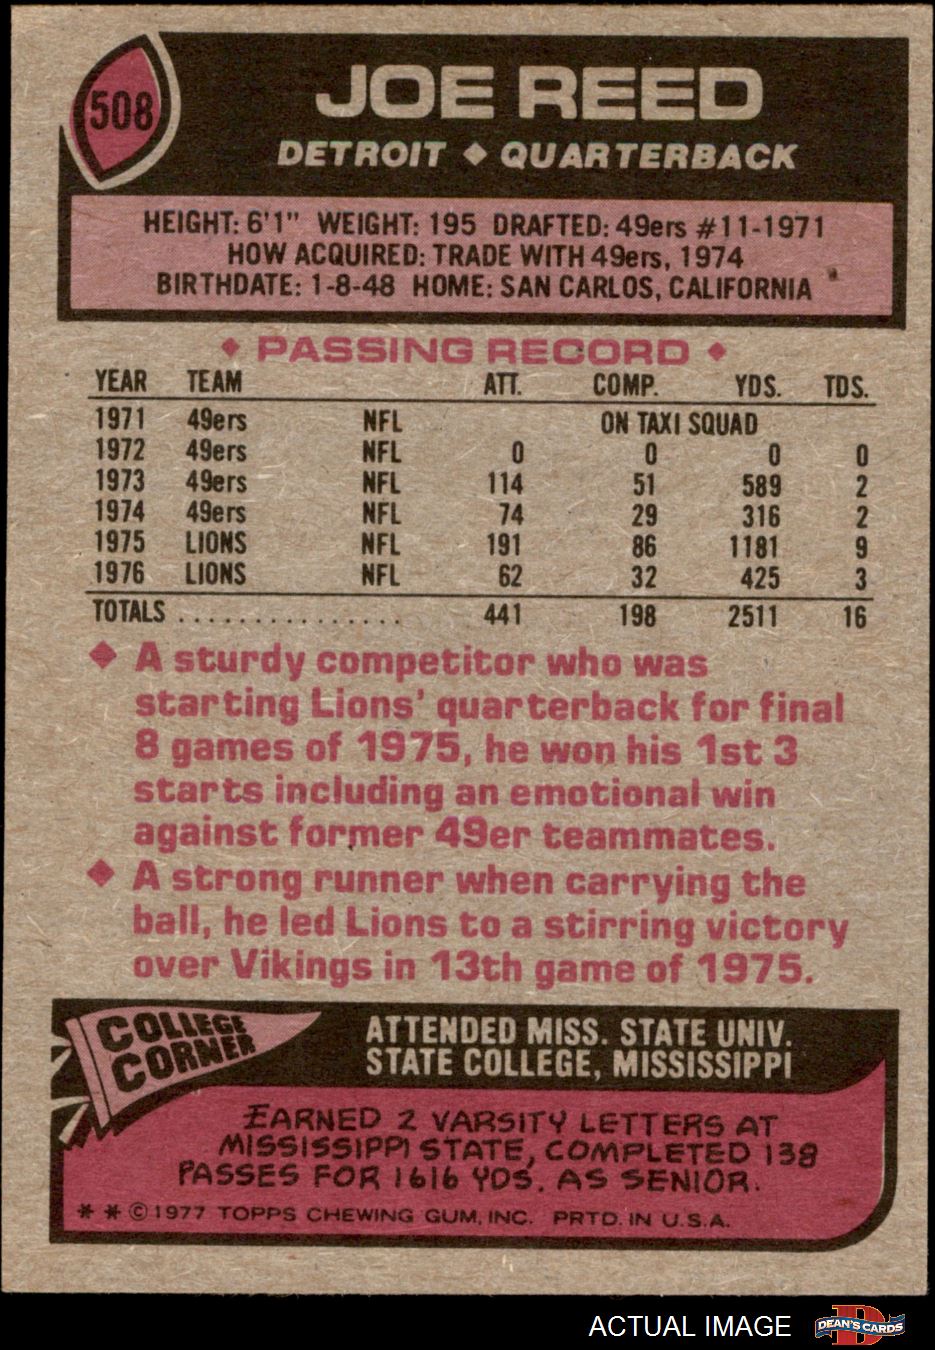 508
JOE REED
DETROIT ◆ QUARTERBACK
HEIGHT: 6'1" WEIGHT: 195 DRAFTED: 49ers #11-1971
HOW ACQUIRED: TRADE WITH 49ers, 1974
BIRTHDATE: 1-8-48 HOME: SAN CARLOS, CALIFORNIA
◆ PASSING RECORD ◆
YEAR TEAM ATT. COMP. YDS. TDS.
1971 49ers NFL ON TAXI SQUAD
1972 49ers NFL 0 0 0 0
1973 49ers NFL 114 51 589 2
1974 49ers NFL 74 29 316 2
1975 LIONS NFL 191 86 1181 9
1976 LIONS NFL 62 32 425 3
TOTALS ............... 441 198 2511 16
◆ A sturdy competitor who was
starting Lions' quarterback for final
8 games of 1975, he won his 1st 3
starts including an emotional win
against former 49er teammates.
◆ A strong runner when carrying the
ball, he led Lions to a stirring victory
over Vikings in 13th game of 1975.
COLLEGE
CORNER
ATTENDED MISS. STATE UNIV.
STATE COLLEGE, MISSISSIPPI
EARNED 2 VARSITY LETTERS AT
MISSISSIPPI STATE, COMPLETED 138
PASSES FOR 1616 YDS. AS SENIOR.
* * © 1977 TOPPS CHEWING GUM, INC. PRTD. IN U.S.A.
ACTUAL IMAGE
D
DEAN'S CARDS